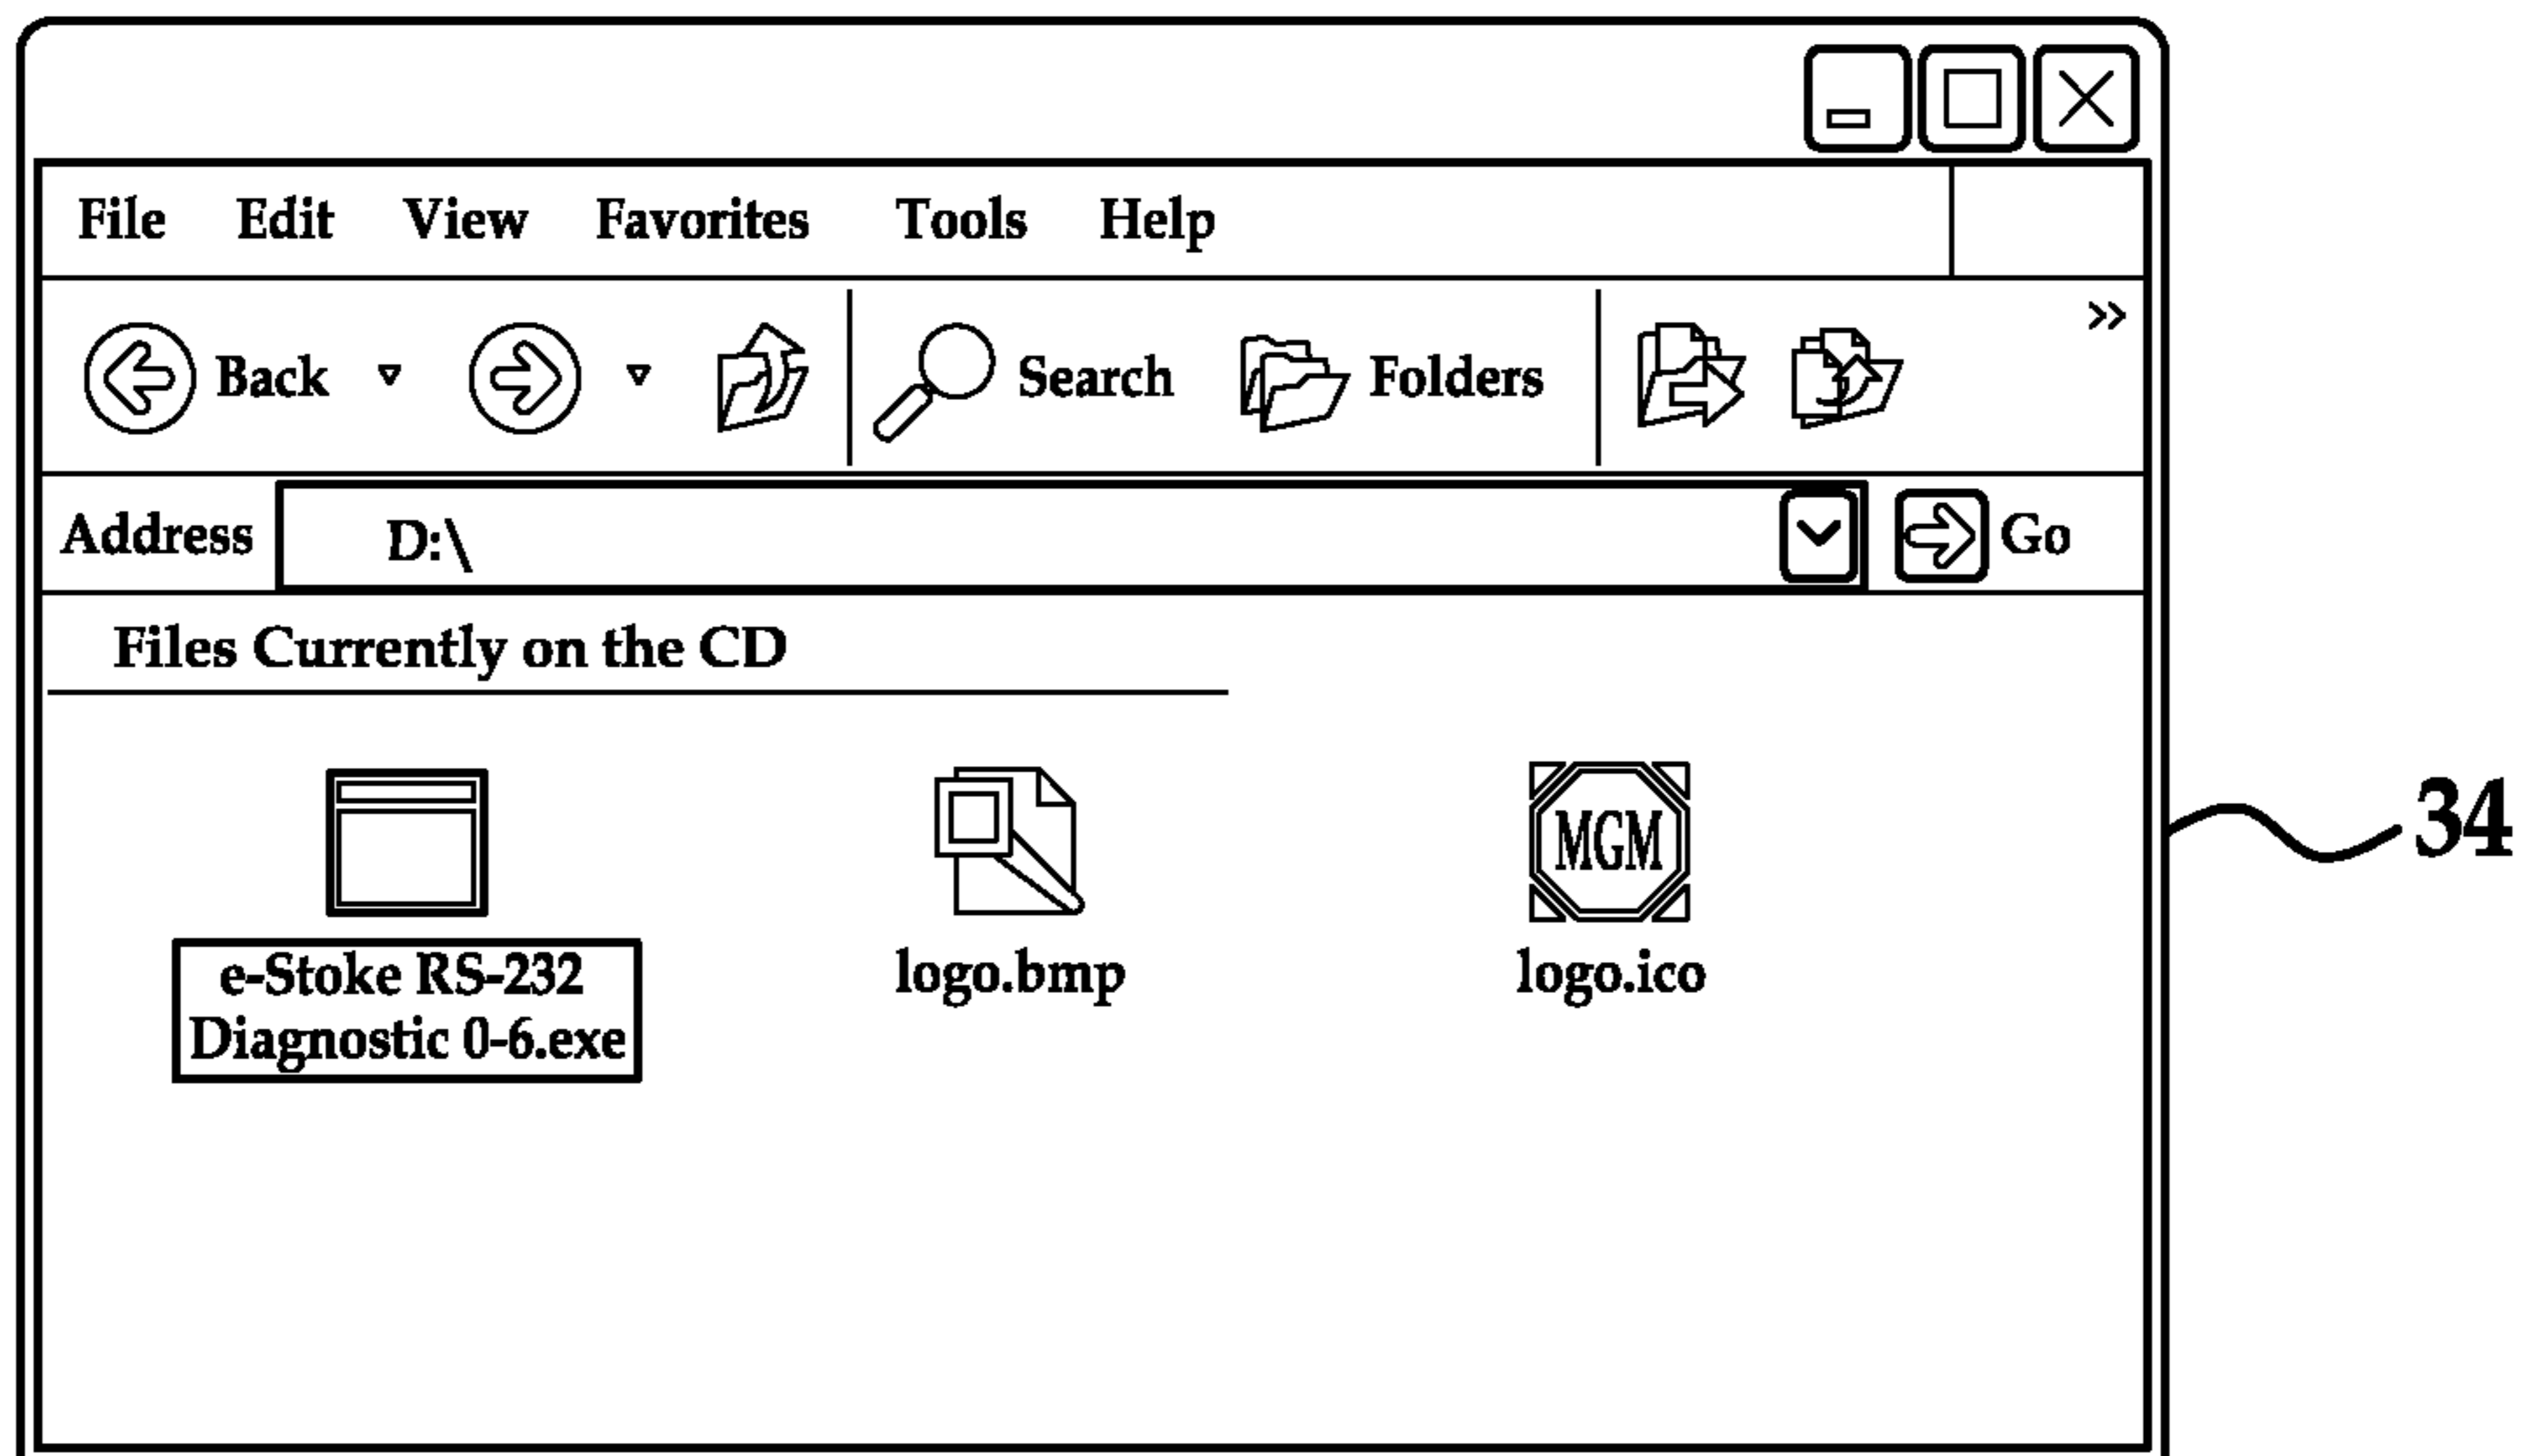 File Edit View Favorites Tools Help
Back Search Folders »
Address D:\ Go
Files Currently on the CD
MGM
e-Stoke RS-232
Diagnostic 0-6.exe
logo.bmp
logo.ico
34